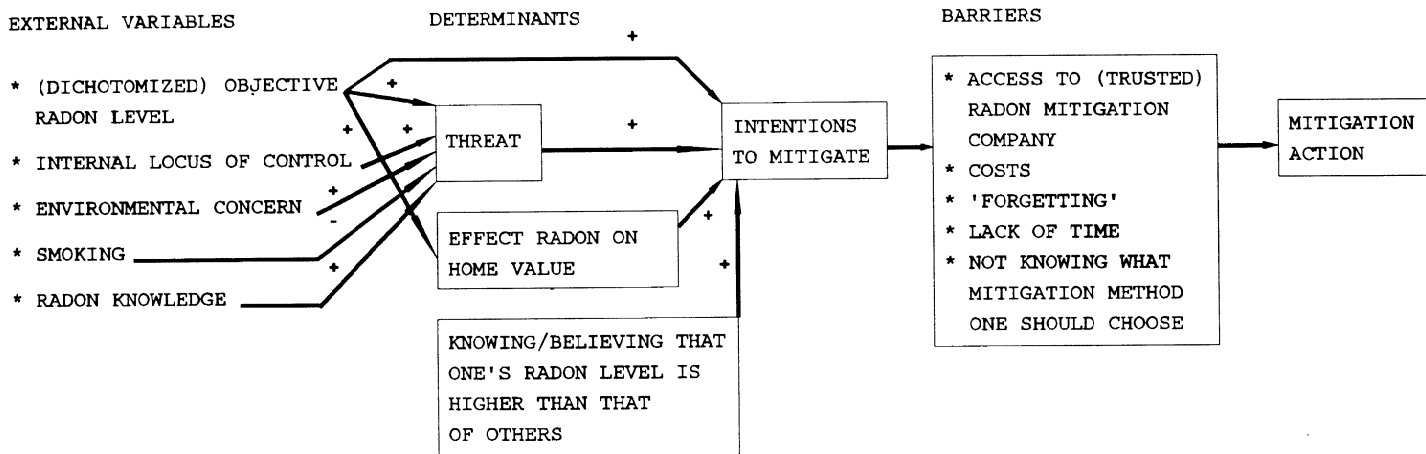 EXTERNAL VARIABLES
* (DICHOTOMIZED) OBJECTIVE
RADON LEVEL
* INTERNAL LOCUS OF CONTROL
* ENVIRONMENTAL CONCERN
* SMOKING
* RADON KNOWLEDGE
+
+
+
+
-
+
DETERMINANTS
+
THREAT
+
EFFECT RADON ON
HOME VALUE
+
KNOWING/BELIEVING THAT
ONE'S RADON LEVEL IS
HIGHER THAN THAT
OF OTHERS
+
INTENTIONS
TO MITIGATE
BARRIERS
* ACCESS TO (TRUSTED)
RADON MITIGATION
COMPANY
* COSTS
* 'FORGETTING'
* LACK OF TIME
* NOT KNOWING WHAT
MITIGATION METHOD
ONE SHOULD CHOOSE
MITIGATION
ACTION